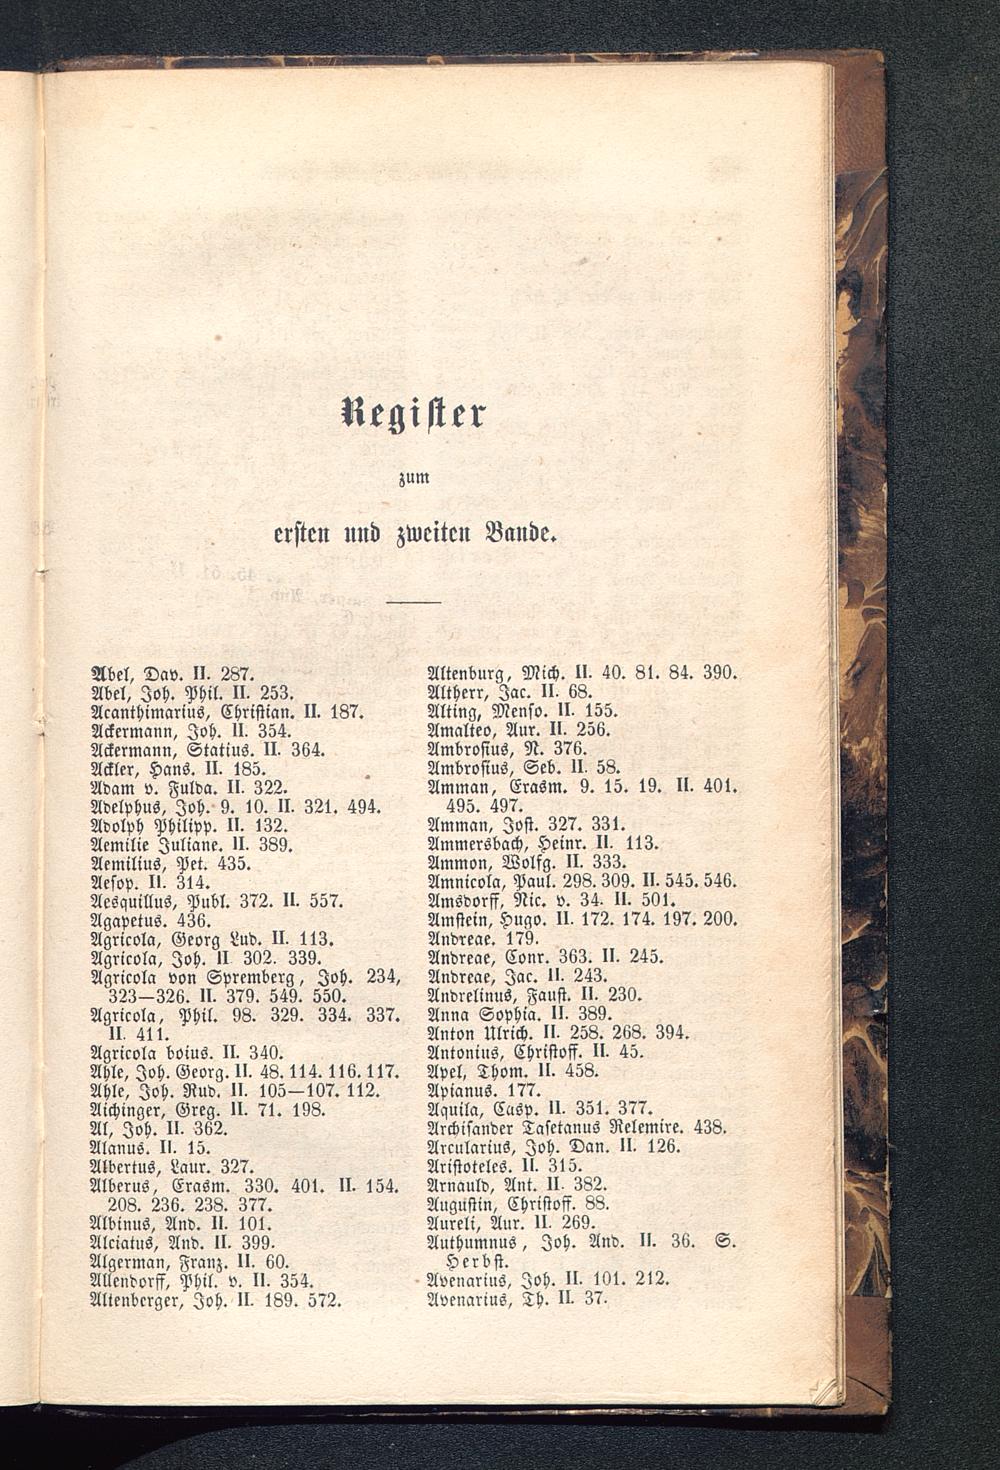 Register
zum
ersten und zweiten Bande.
Abel, Dav. II. 287.
Abel, Joh. Phil. II. 253.
Acanthimarius, Christian. II. 187.
Ackermann, Joh. II. 354.
Ackermann, Statius. II. 364.
Ackler, Hans. II. 185.
Adam v. Fulda. II. 322.
Adelphus, Joh. 9. 10. II. 321. 494.
Adolph Philipp. II. 132.
Aemilie Juliane. II. 389.
Aemilius, Pet. 435.
Aesop. II. 314.
Aesquillus, Publ. 372. II. 557.
Agapetus. 436.
Agricola, Georg Lud. II. 113.
Agricola, Joh. II 302. 339.
Agricola von Spremberg, Joh. 234,
323—326. II. 379. 549. 550.
Agricola, Phil. 98. 329. 334. 337.
II. 411.
Agricola boius. II. 340.
Ahle, Joh. Georg. II. 48. 114. 116. 117.
Ahle, Joh. Rud. II. 105—107. 112.
Aichinger, Greg. II. 71. 198.
Al, Joh. II. 362.
Alanus. II. 15.
Albertus, Laur. 327.
Alberus, Erasm. 330. 401. II. 154.
208. 236. 238. 377.
Albinus, And. II. 101.
Alciatus, And. II. 399.
Algerman, Franz. II. 60.
Allendorff, Phil. v. II. 354.
Altenberger, Joh. II. 189. 572.
Altenburg, Mich. II. 40. 81. 84. 390.
Altherr, Jac. II. 68.
Alting, Menso. II. 155.
Amalteo, Aur. II. 256.
Ambrosius, N. 376.
Ambrosius, Seb. II. 58.
Amman, Erasm. 9. 15. 19. II. 401.
495. 497.
Amman, Jost. 327. 331.
Ammersbach, Heinr. II. 113.
Ammon, Wolfg. II. 333.
Amnicola, Paul. 298. 309. II. 545. 546.
Amsdorff, Nic. v. 34. II. 501.
Amstein, Hugo. II. 172. 174. 197. 200.
Andreae. 179.
Andreae, Conr. 363. II. 245.
Andreae, Jac. II. 243.
Andrelinus, Faust. II. 230.
Anna Sophia. II. 389.
Anton Ulrich. II. 258. 268. 394.
Antonius, Christoff. II. 45.
Apel, Thom. II. 458.
Apianus. 177.
Aquila, Casp. II. 351. 377.
Archisander Tasetanus Relemire. 438.
Arcularius, Joh. Dan. II. 126.
Aristoteles. II. 315.
Arnauld, Ant. II. 382.
Augustin, Christoff. 88.
Aureli, Aur. II. 269.
Authumnus, Joh. And. II. 36. S.
Herbst.
Avenarius, Joh. II. 101. 212.
Avenarius, Th. II. 37.